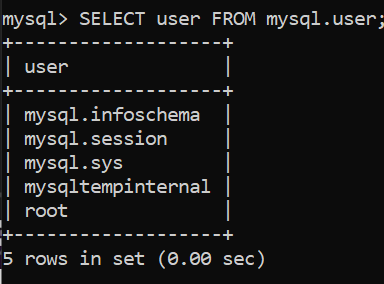 mysql> SELECT user FROM mysql.user;
+------------------+
| user             |
+------------------+
| mysql.infoschema |
| mysql.session    |
| mysql.sys        |
| mysqltempinternal |
| root             |
+------------------+
5 rows in set (0.00 sec)